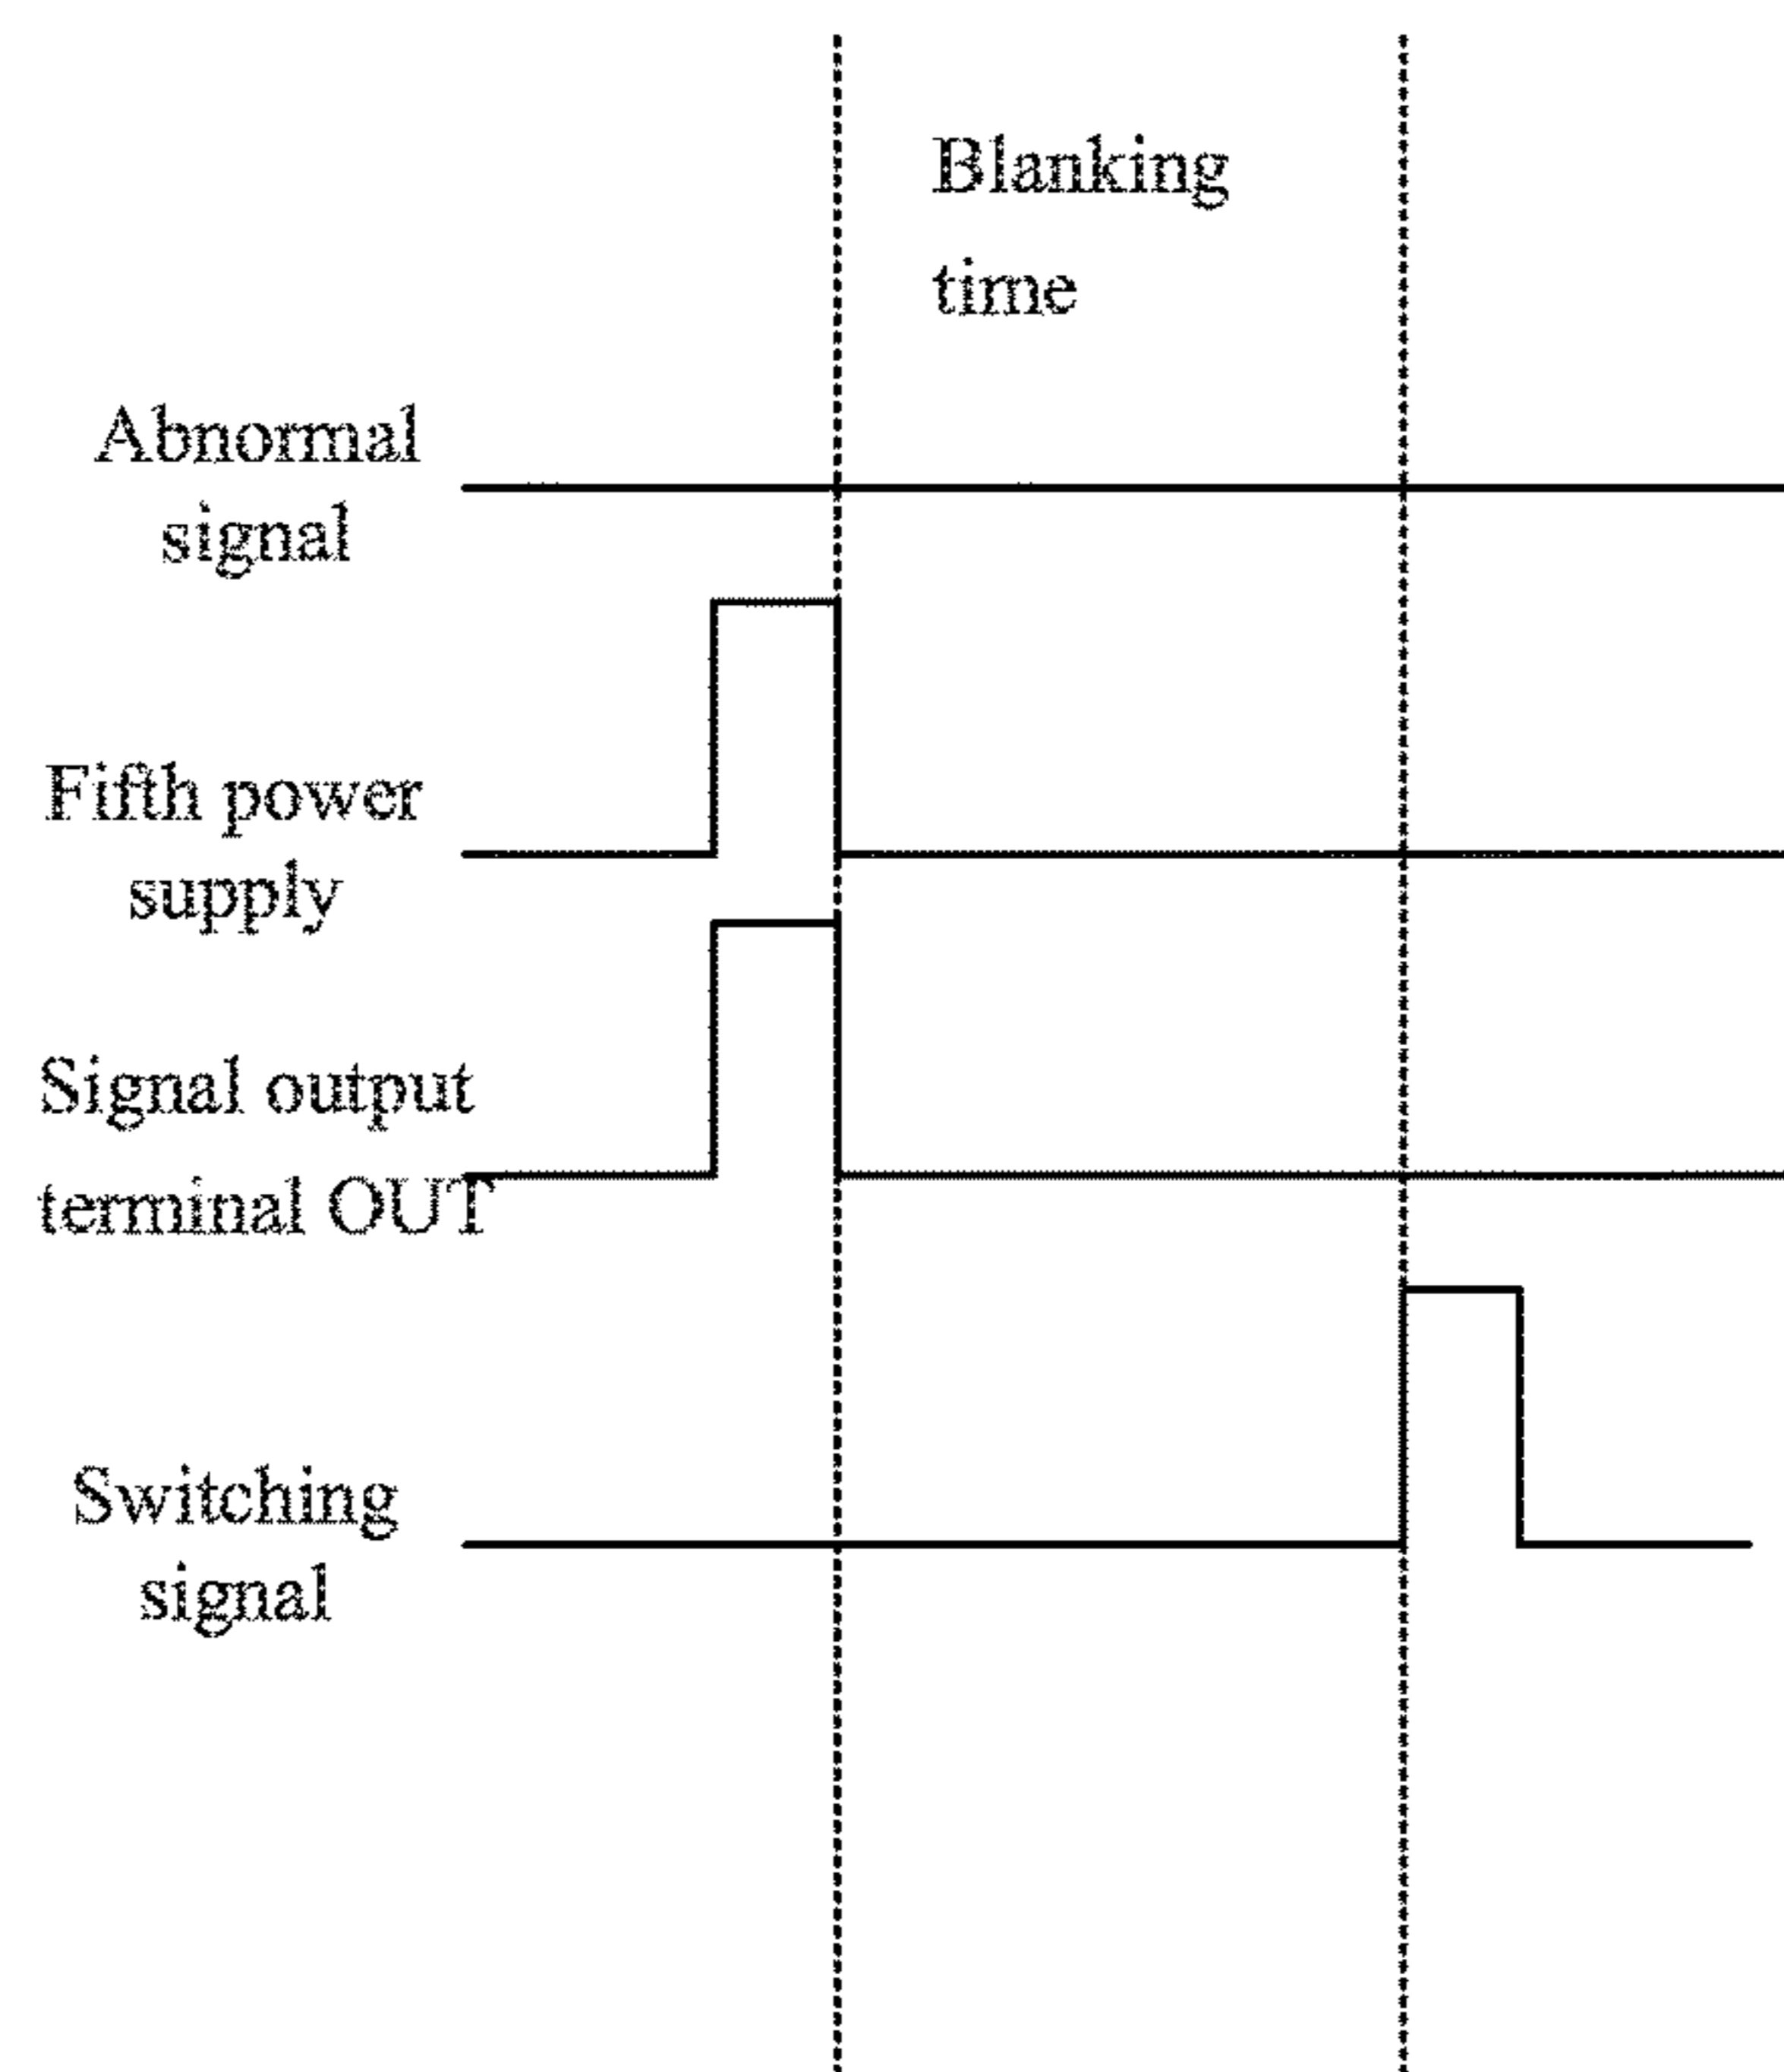 Blanking
time
Abnormal
signal
Fifth power
supply
Signal output
terminal OUT
Switching
signal